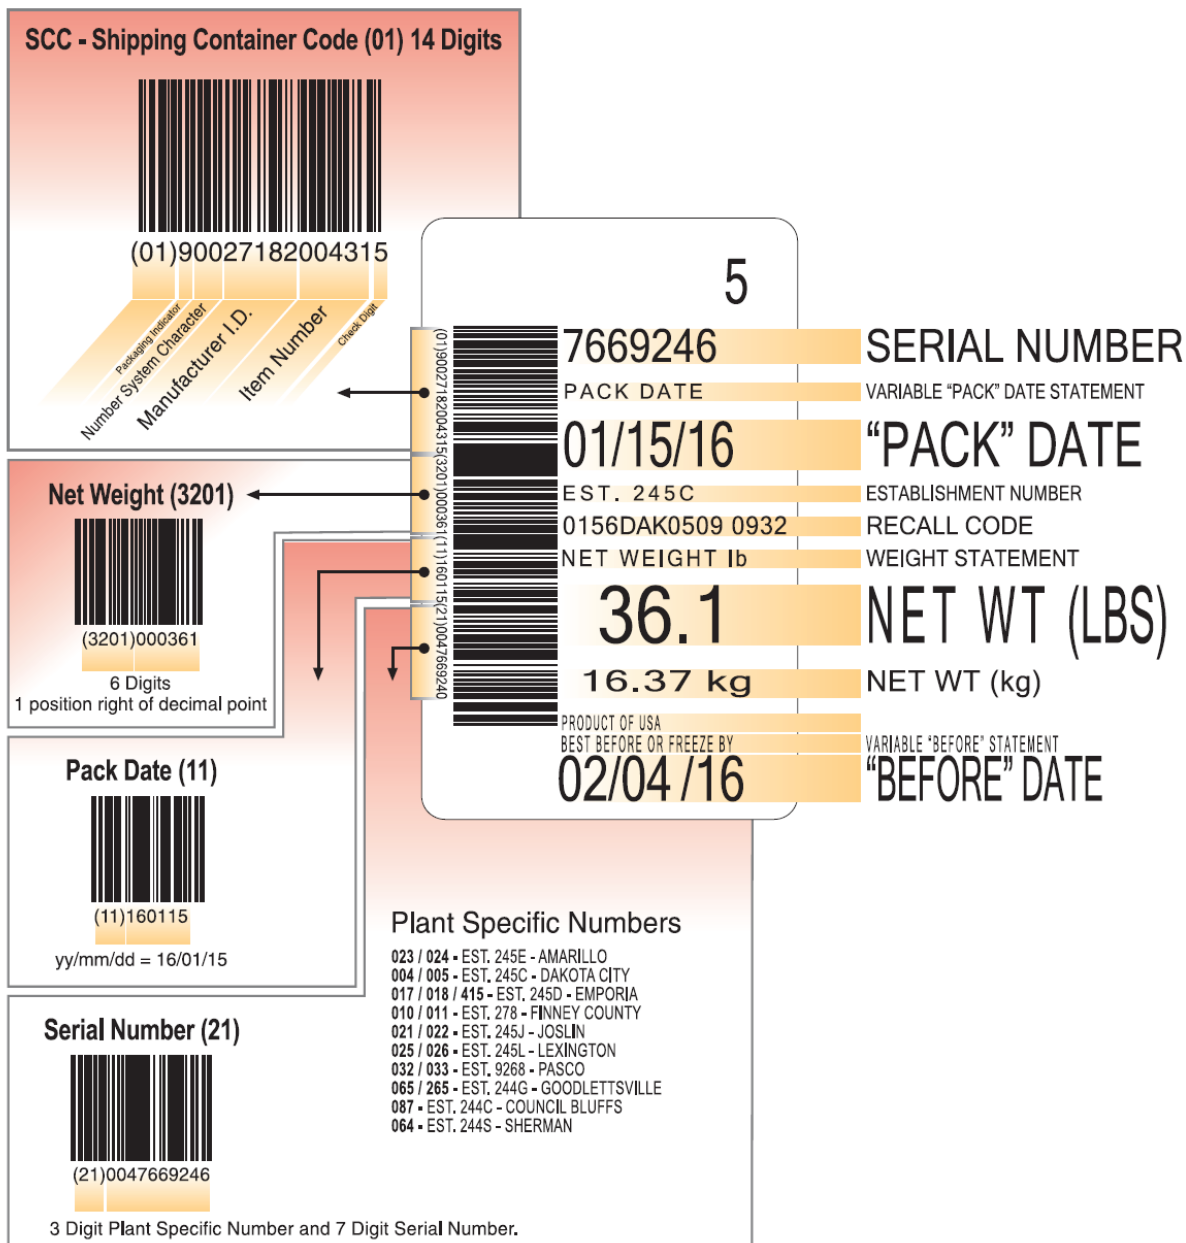 SCC - Shipping Container Code (01) 14 Digits
(01)90027182004315
Packaging Indicator
Number System Character
Manufacturer I.D.
Item Number
Check Digit
Net Weight (3201)
(3201)000361
6 Digits
1 position right of decimal point
Pack Date (11)
(11)160115
yy/mm/dd = 16/01/15
Serial Number (21)
(21)0047669246
3 Digit Plant Specific Number and 7 Digit Serial Number.
(01)90027182004315(3201)000361(11)160115(21)0047669240
5
7669246 SERIAL NUMBER
PACK DATE VARIABLE “PACK” DATE STATEMENT
01/15/16 “PACK” DATE
EST. 245C ESTABLISHMENT NUMBER
0156DAK0509 0932 RECALL CODE
NET WEIGHT lb WEIGHT STATEMENT
36.1 NET WT (LBS)
16.37 kg NET WT (kg)
PRODUCT OF USA
BEST BEFORE OR FREEZE BY VARIABLE “BEFORE” STATEMENT
02/04/16 “BEFORE” DATE
Plant Specific Numbers
023 / 024 - EST. 245E - AMARILLO
004 / 005 - EST. 245C - DAKOTA CITY
017 / 018 / 415 - EST. 245D - EMPORIA
010 / 011 - EST. 278 - FINNEY COUNTY
021 / 022 - EST. 245J - JOSLIN
025 / 026 - EST. 245L - LEXINGTON
032 / 033 - EST. 9268 - PASCO
065 / 265 - EST. 244G - GOODLETTSVILLE
087 - EST. 244C - COUNCIL BLUFFS
064 - EST. 244S - SHERMAN